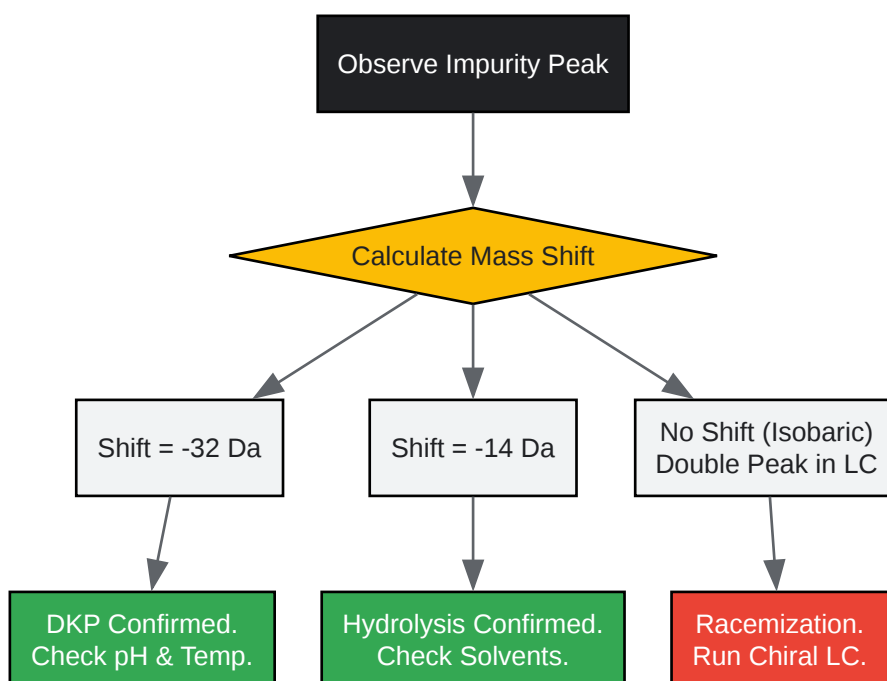 Observe Impurity Peak
Calculate Mass Shift
Shift = -32 Da
Shift = -14 Da
No Shift (Isobaric)
Double Peak in LC
DKP Confirmed.
Check pH & Temp.
Hydrolysis Confirmed.
Check Solvents.
Racemization.
Run Chiral LC.